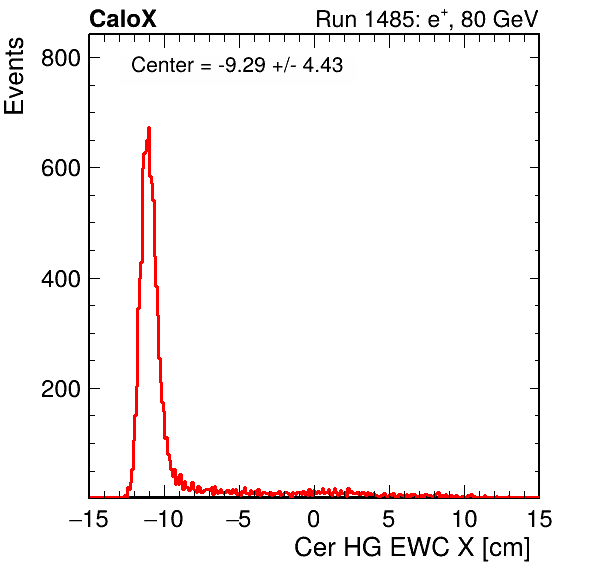 CaloX
Run 1485: e+, 80 GeV
Events
Center = -9.29 +/- 4.43
800
600
400
200
−15
−10
−5
0
5
10
15
Cer HG EWC X [cm]